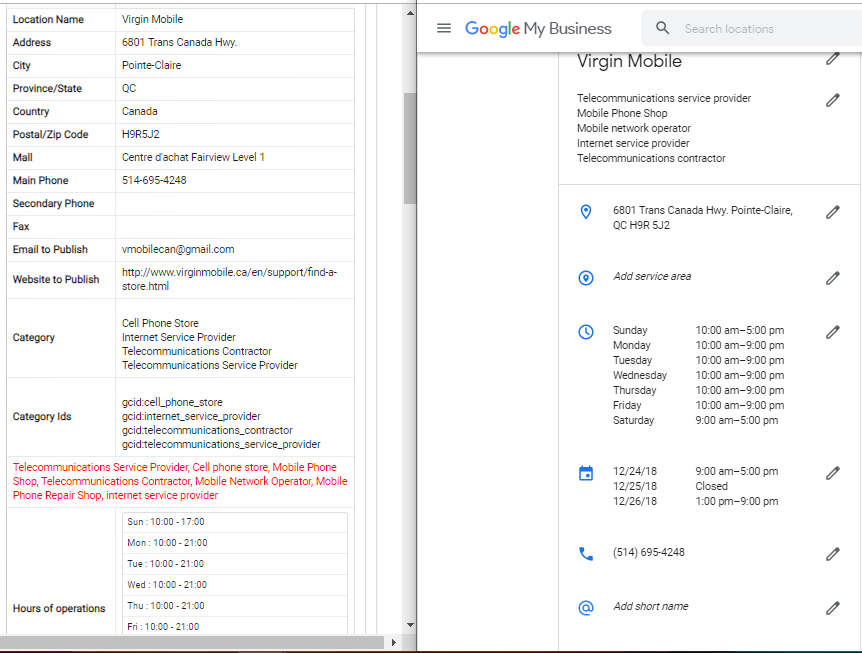 Location Name Virgin Mobile
Address 6801 Trans Canada Hwy.
City Pointe-Claire
Province/State QC
Country Canada
Postal/Zip Code H9R5J2
Mall Centre d'achat Fairview Level 1
Main Phone 514-695-4248
Secondary Phone
Fax
Email to Publish vmobilecan@gmail.com
Website to Publish http://www.virginmobile.ca/en/support/find-a-
store.html
Category
Cell Phone Store
Internet Service Provider
Telecommunications Contractor
Telecommunications Service Provider
Category Ids
gcid:cell_phone_store
gcid:internet_service_provider
gcid:telecommunications_contractor
gcid:telecommunications_service_provider
Telecommunications Service Provider, Cell phone store, Mobile Phone
Shop, Telecommunications Contractor, Mobile Network Operator, Mobile
Phone Repair Shop, internet service provider
Hours of operations
Sun : 10:00 - 17:00
Mon : 10:00 - 21:00
Tue : 10:00 - 21:00
Wed : 10:00 - 21:00
Thu : 10:00 - 21:00
Fri : 10:00 - 21:00
Google My Business
Search locations
Virgin Mobile
Telecommunications service provider
Mobile Phone Shop
Mobile network operator
Internet service provider
Telecommunications contractor
6801 Trans Canada Hwy. Pointe-Claire,
QC H9R 5J2
Add service area
Sunday 10:00 am–5:00 pm
Monday 10:00 am–9:00 pm
Tuesday 10:00 am–9:00 pm
Wednesday 10:00 am–9:00 pm
Thursday 10:00 am–9:00 pm
Friday 10:00 am–9:00 pm
Saturday 9:00 am–5:00 pm
12/24/18 9:00 am–5:00 pm
12/25/18 Closed
12/26/18 1:00 pm–9:00 pm
(514) 695-4248
Add short name